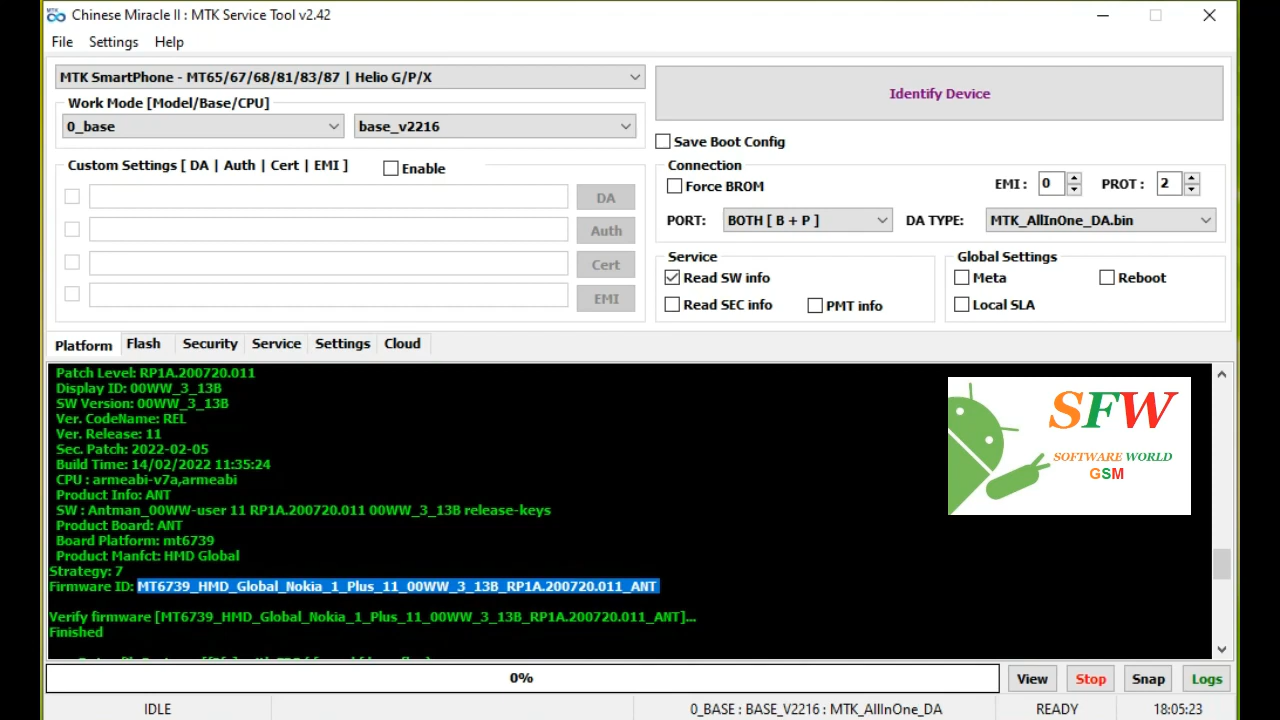 Chinese Miracle II : MTK Service Tool v2.42
File Settings Help
MTK SmartPhone - MT65/67/68/81/83/87 | Helio G/P/X
Identify Device
Work Mode [Model/Base/CPU]
0_base
base_v2216
Save Boot Config
Custom Settings [ DA | Auth | Cert | EMI ]
Enable
DA
Auth
Cert
EMI
Connection
Force BROM
EMI : 0
PROT : 2
PORT: BOTH [ B + P ]
DA TYPE: MTK_AllInOne_DA.bin
Service
Read SW info
Read SEC info
PMT info
Global Settings
Meta
Reboot
Local SLA
Platform Flash Security Service Settings Cloud
Patch Level: RP1A.200720.011
Display ID: 00WW_3_13B
SW Version: 00WW_3_13B
Ver. CodeName: REL
Ver. Release: 11
Sec. Patch: 2022-02-05
Build Time: 14/02/2022 11:35:24
CPU : armeabi-v7a,armeabi
Product Info: ANT
SW : Antman_00WW-user 11 RP1A.200720.011 00WW_3_13B release-keys
Product Board: ANT
Board Platform: mt6739
Product Manfct: HMD Global
Strategy: 7
Firmware ID: MT6739_HMD_Global_Nokia_1_Plus_11_00WW_3_13B_RP1A.200720.011_ANT
Verify firmware [MT6739_HMD_Global_Nokia_1_Plus_11_00WW_3_13B_RP1A.200720.011_ANT]...
Finished
SFW
SOFTWARE WORLD
GSM
0%
View Stop Snap Logs
IDLE
0_BASE : BASE_V2216 : MTK_AllInOne_DA
READY
18:05:23